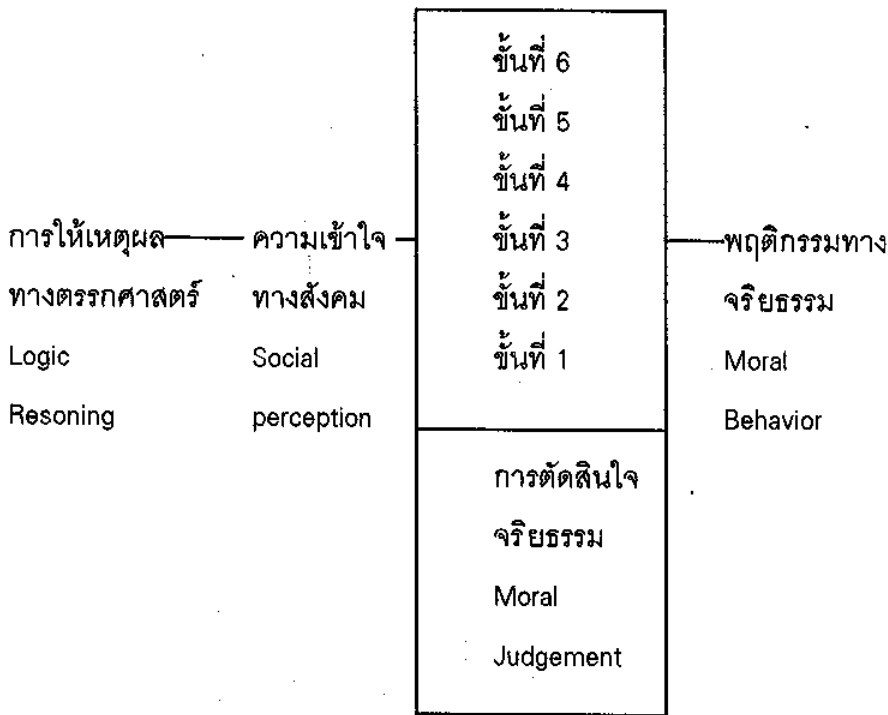 ขั้นที่ 6
ขั้นที่ 5
ขั้นที่ 4
การให้เหตุผล ความเข้าใจ ขั้นที่ 3 พฤติกรรมทาง
ทางตรรกศาสตร์ ทางสังคม ขั้นที่ 2 จริยธรรม
Logic Social ขั้นที่ 1 Moral
Resoning perception Behavior
การตัดสินใจ
จริยธรรม
Moral
Judgement